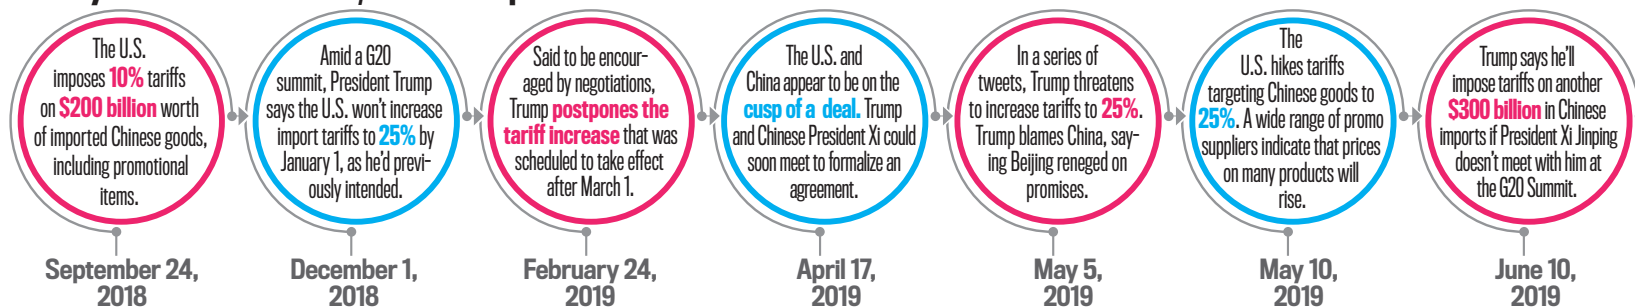 The U.S.
imposes 10% tariffs
on $200 billion worth
of imported Chinese goods,
including promotional
items.
September 24,
2018
Amid a G20
summit, President Trump
says the U.S. won't increase
import tariffs to 25% by
January 1, as he'd previ-
ously intended.
December 1,
2018
Said to be encour-
aged by negotiations,
Trump postpones the
tariff increase that was
scheduled to take effect
after March 1.
February 24,
2019
The U.S. and
China appear to be on the
cusp of a deal. Trump
and Chinese President Xi could
soon meet to formalize an
agreement.
April 17,
2019
In a series of
tweets, Trump threatens
to increase tariffs to 25%.
Trump blames China, say-
ing Beijing reneged on
promises.
May 5,
2019
The
U.S. hikes tariffs
targeting Chinese goods to
25%. A wide range of promo
suppliers indicate that prices
on many products will
rise.
May 10,
2019
Trump says he'll
impose tariffs on another
$300 billion in Chinese
imports if President Xi Jinping
doesn't meet with him at
the G20 Summit.
June 10,
2019